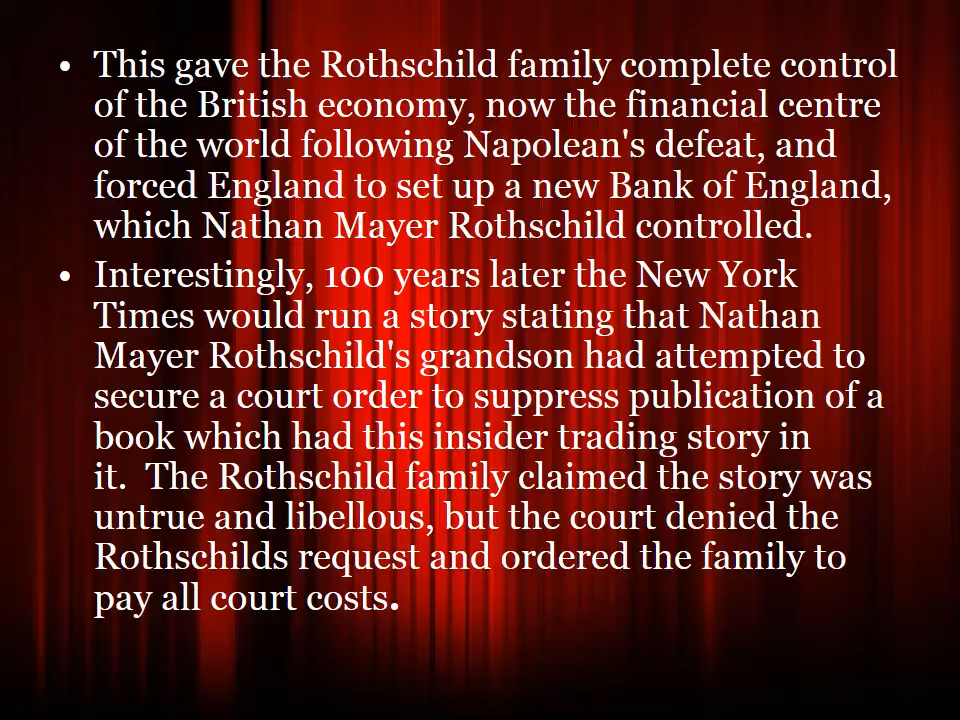 • This gave the Rothschild family complete control
of the British economy, now the financial centre
of the world following Napolean's defeat, and
forced England to set up a new Bank of England,
which Nathan Mayer Rothschild controlled.
• Interestingly, 100 years later the New York
Times would run a story stating that Nathan
Mayer Rothschild's grandson had attempted to
secure a court order to suppress publication of a
book which had this insider trading story in
it.  The Rothschild family claimed the story was
untrue and libellous, but the court denied the
Rothschilds request and ordered the family to
pay all court costs.